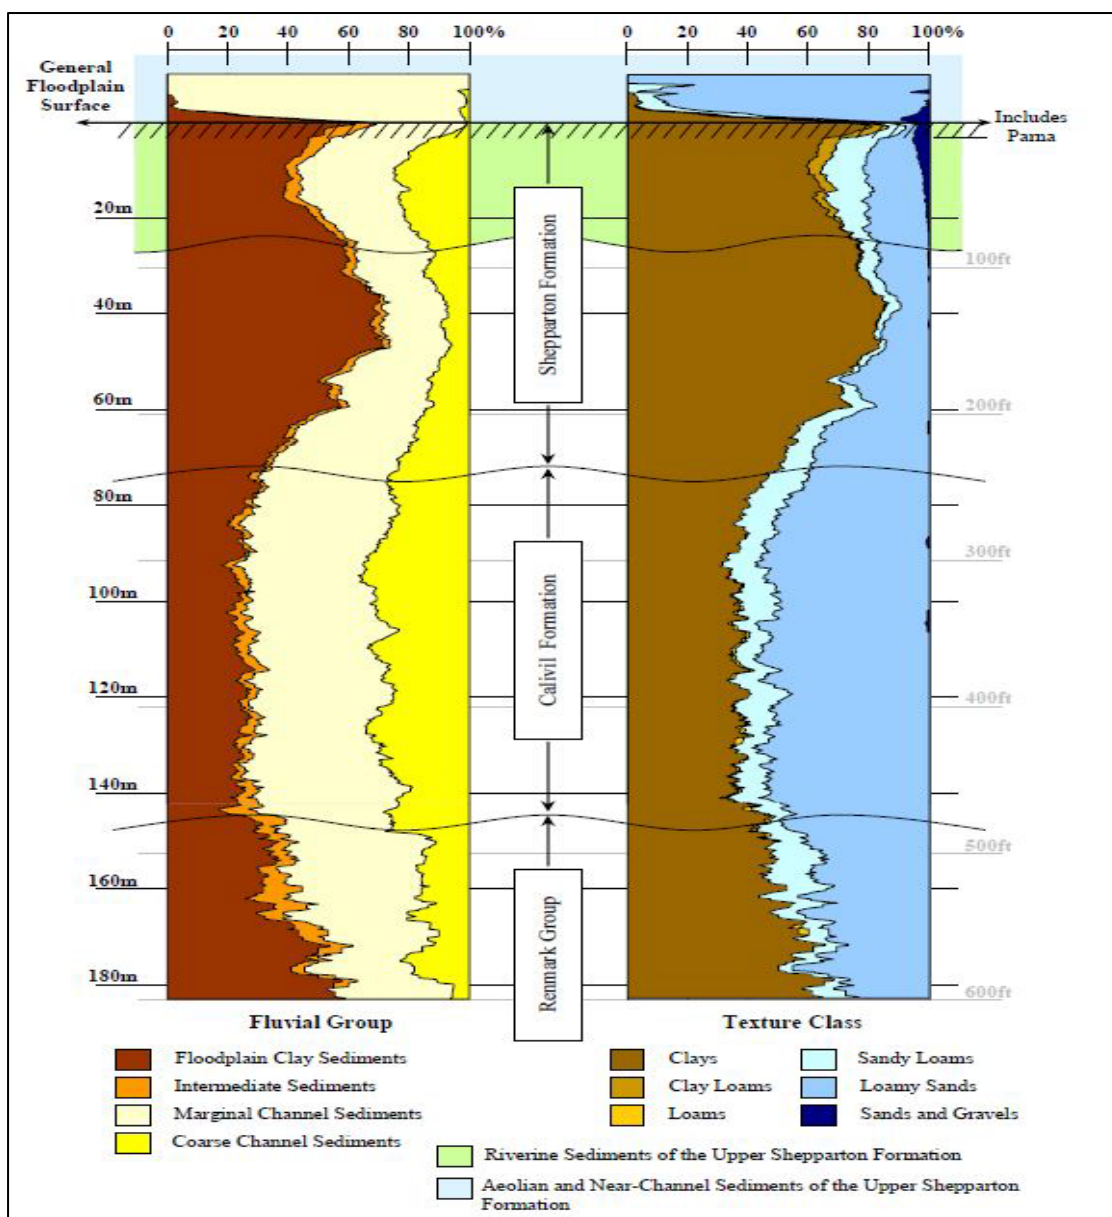 0 20 40 60 80 100%
0 20 40 60 80 100%
General
Floodplain
Surface
Includes
Parna
20m
40m
60m
80m
100m
120m
140m
160m
180m
Shepparton Formation
Calivil Formation
Renmark Group
100ft
200ft
300ft
400ft
500ft
600ft
Fluvial Group
Floodplain Clay Sediments
Intermediate Sediments
Marginal Channel Sediments
Coarse Channel Sediments
Texture Class
Clays
Clay Loams
Loams
Sandy Loams
Loamy Sands
Sands and Gravels
Riverine Sediments of the Upper Shepparton Formation
Aeolian and Near-Channel Sediments of the Upper Shepparton
Formation